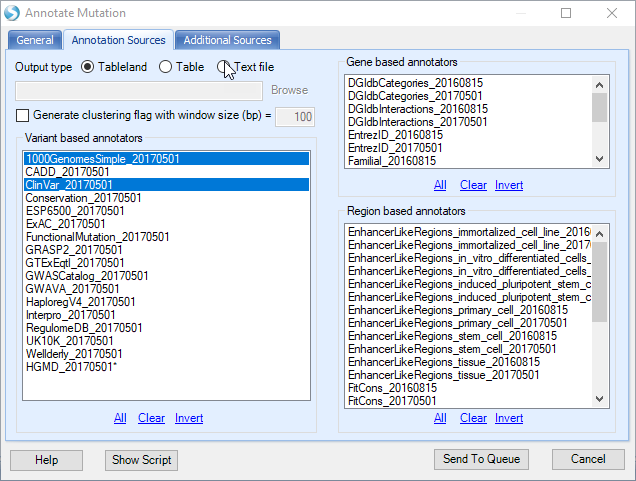 Annotate Mutation
General
Annotation Sources
Additional Sources
Output type
Tableland
Table
Text file
Browse
Generate clustering flag with window size (bp) =
100
Variant based annotators
1000GenomesSimple_20170501
CADD_20170501
ClinVar_20170501
Conservation_20170501
ESP6500_20170501
ExAC_20170501
FunctionalMutation_20170501
GRASP2_20170501
GTExEqtl_20170501
GWASCatalog_20170501
GWAVA_20170501
HaploregV4_20170501
Interpro_20170501
RegulomeDB_20170501
UK10K_20170501
Wellderly_20170501
HGMD_20170501*
All Clear Invert
Gene based annotators
DGIdbCategories_20160815
DGIdbCategories_20170501
DGIdbInteractions_20160815
DGIdbInteractions_20170501
EntrezID_20160815
EntrezID_20170501
Familial_20160815
All Clear Invert
Region based annotators
EnhancerLikeRegions_immortalized_cell_line_20160
EnhancerLikeRegions_immortalized_cell_line_2017
EnhancerLikeRegions_in_vitro_differentiated_cells_
EnhancerLikeRegions_in_vitro_differentiated_cells_
EnhancerLikeRegions_induced_pluripotent_stem_c
EnhancerLikeRegions_induced_pluripotent_stem_c
EnhancerLikeRegions_primary_cell_20160815
EnhancerLikeRegions_primary_cell_20170501
EnhancerLikeRegions_stem_cell_20160815
EnhancerLikeRegions_stem_cell_20170501
EnhancerLikeRegions_tissue_20160815
EnhancerLikeRegions_tissue_20170501
FitCons_20160815
FitCons_20170501
All Clear Invert
Help
Show Script
Send To Queue
Cancel